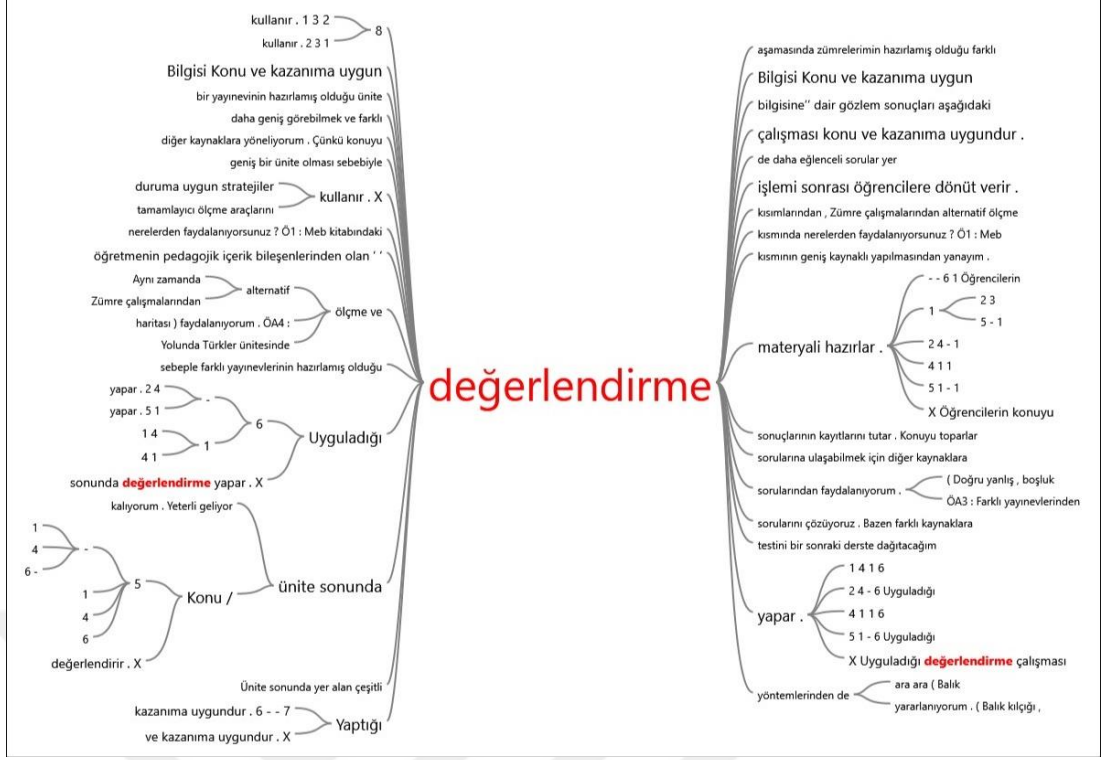 kullanır . 1 3 2
kullanır . 2 3 1
8
Bilgisi Konu ve kazanıma uygun
bir yayınevinin hazırlamış olduğu ünite
daha geniş görebilmek ve farklı
diğer kaynaklara yöneliyorum . Çünkü konuyu
geniş bir ünite olması sebebiyle
duruma uygun stratejiler
tamamlayıcı ölçme araçlarını
kullanır . X
nerelerden faydalanıyorsunuz ? Ö1 : Meb kitabındaki
öğretmenin pedagojik içerik bileşenlerinden olan ‘ ‘
Aynı zamanda
Zümre çalışmalarından
alternatif
haritası ) faydalanıyorum . ÖA4 :
Yolunda Türkler ünitesinde
ölçme ve
sebeple farklı yayınevlerinin hazırlamış olduğu
yapar . 2 4
yapar . 5 1
-
1 4
4 1
1
6
sonunda değerlendirme yapar . X
Uyguladığı
kalıyorum . Yeterli geliyor
1
4
6 -
-
1
4
6
5
değerlendirir . X
Konu /
ünite sonunda
Ünite sonunda yer alan çeşitli
kazanıma uygundur . 6 - - 7
ve kazanıma uygundur . X
Yaptığı
değerlendirme
aşamasında zümrelerimin hazırlamış olduğu farklı
Bilgisi Konu ve kazanıma uygun
bilgisine’’ dair gözlem sonuçları aşağıdaki
çalışması konu ve kazanıma uygundur .
de daha eğlenceli sorular yer
işlemi sonrası öğrencilere dönüt verir .
kısımlarından , Zümre çalışmalarından alternatif ölçme
kısmında nerelerden faydalanıyorsunuz ? Ö1 : Meb
kısmının geniş kaynaklı yapılmasından yanayım .
materyali hazırlar .
- - 6 1 Öğrencilerin
1
2 3
5 - 1
2 4 - 1
4 1 1
5 1 - 1
X Öğrencilerin konuyu
sonuçlarının kayıtlarını tutar . Konuyu toparlar
sorularına ulaşabilmek için diğer kaynaklara
sorularından faydalanıyorum .
( Doğru yanlış , boşluk
ÖA3 : Farklı yayınevlerinden
sorularını çözüyoruz . Bazen farklı kaynaklara
testini bir sonraki derste dağıtacağım
yapar .
1 4 1 6
2 4 - 6 Uyguladığı
4 1 1 6
5 1 - 6 Uyguladığı
X Uyguladığı değerlendirme çalışması
yöntemlerinden de
ara ara ( Balık
yararlanıyorum . ( Balık kılçığı ,